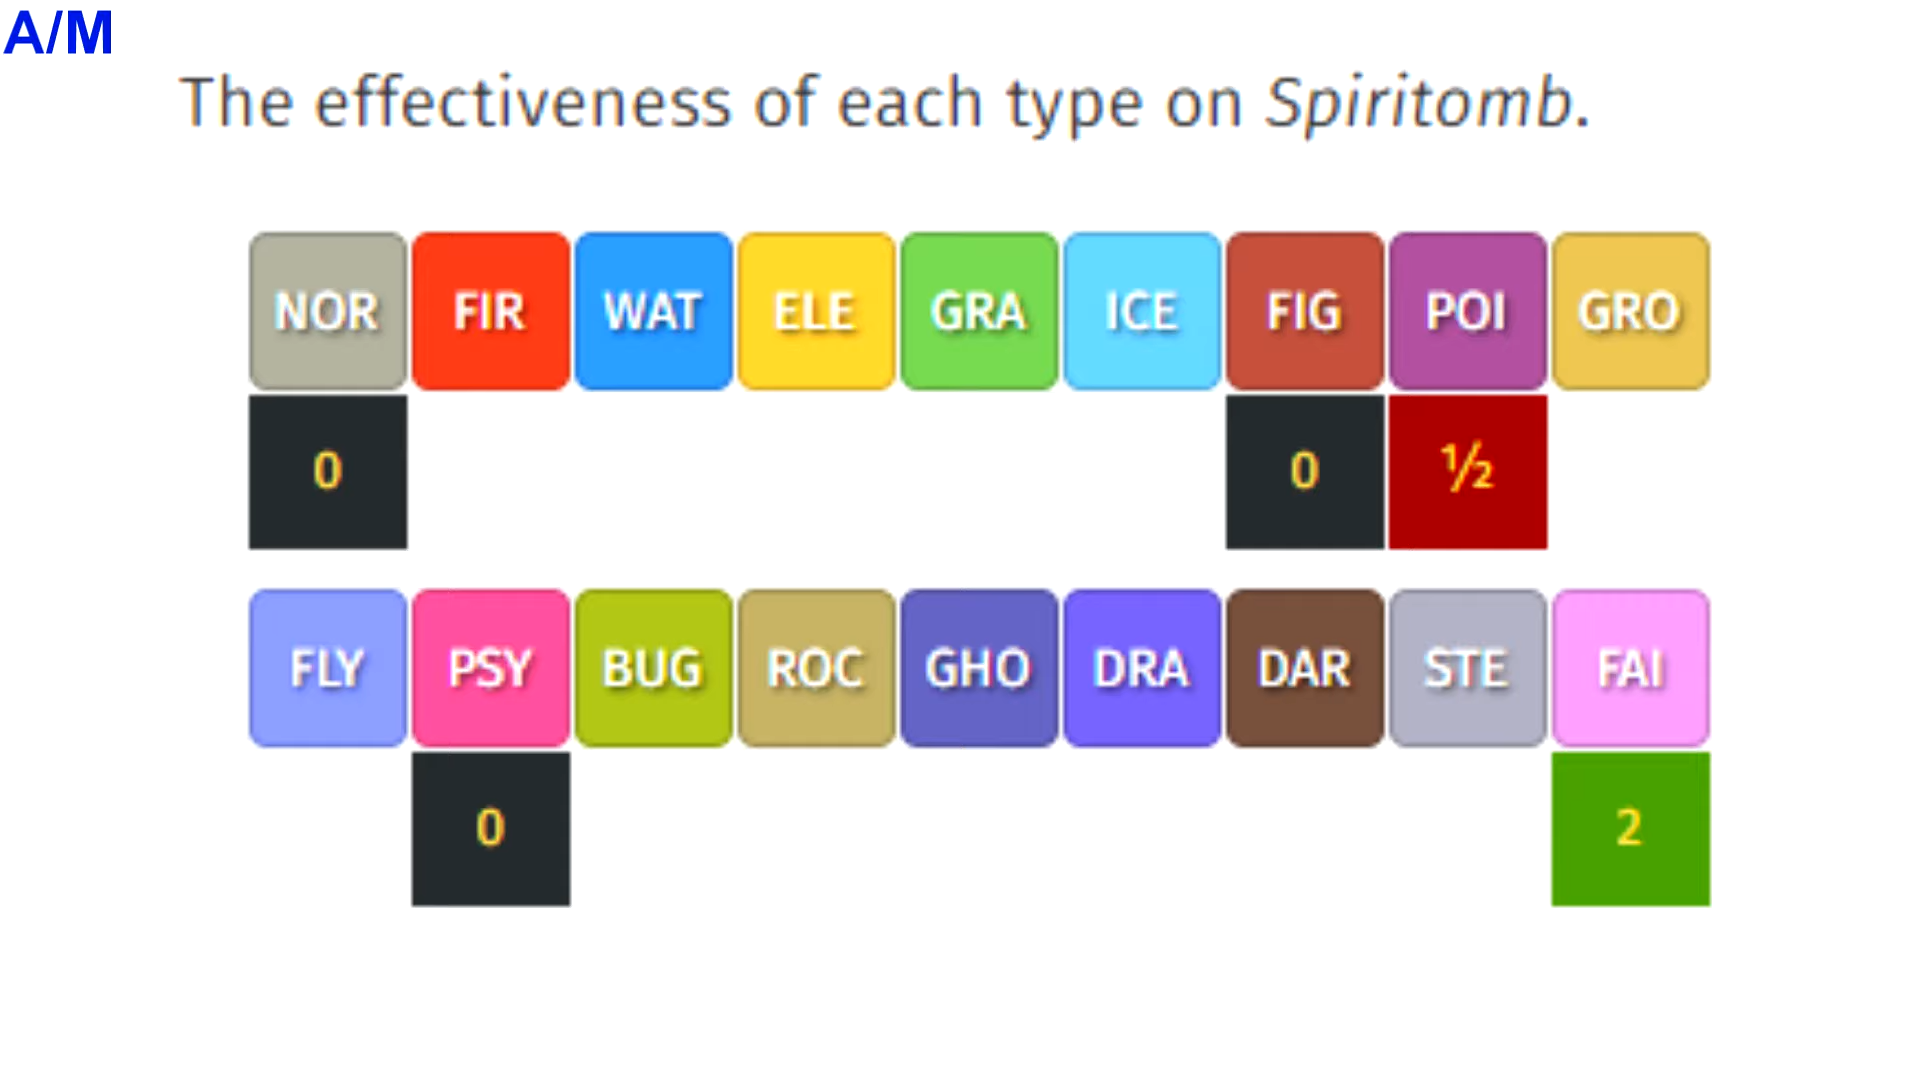 A/M
The effectiveness of each type on Spiritomb.
NOR FIR WAT ELE GRA ICE FIG POI GRO
0 0 ½
FLY PSY BUG ROC GHO DRA DAR STE FAI
0 2